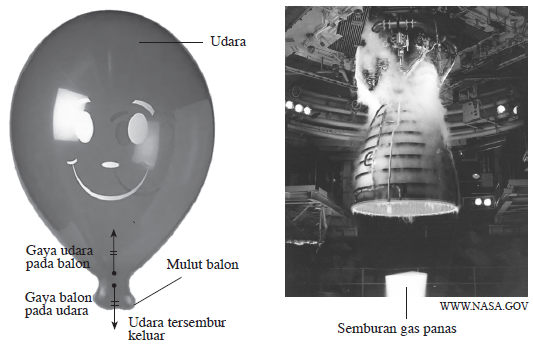 Udara
Gaya udara
pada balon
Mulut balon
Gaya balon
pada udara
Udara tersembur
keluar
WWW.NASA.GOV
Semburan gas panas